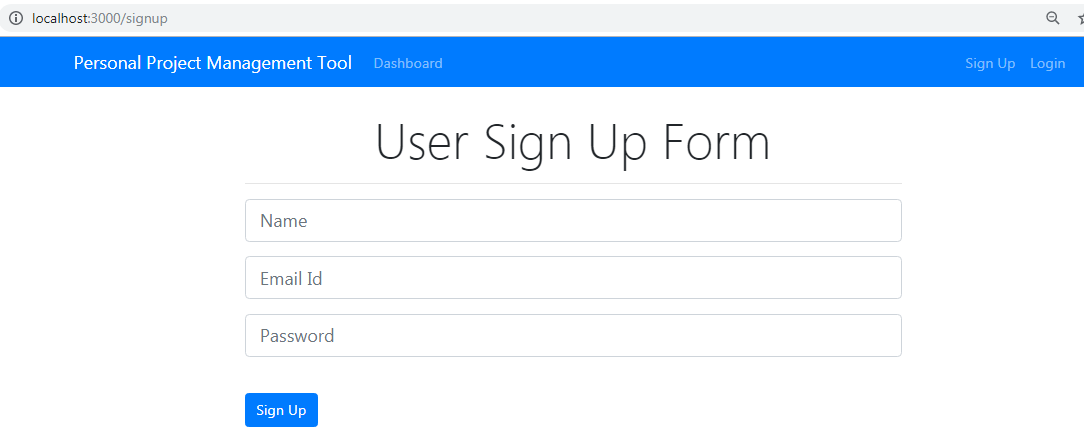 localhost:3000/signup
Personal Project Management Tool Dashboard Sign Up Login
User Sign Up Form
Name
Email Id
Password
Sign Up